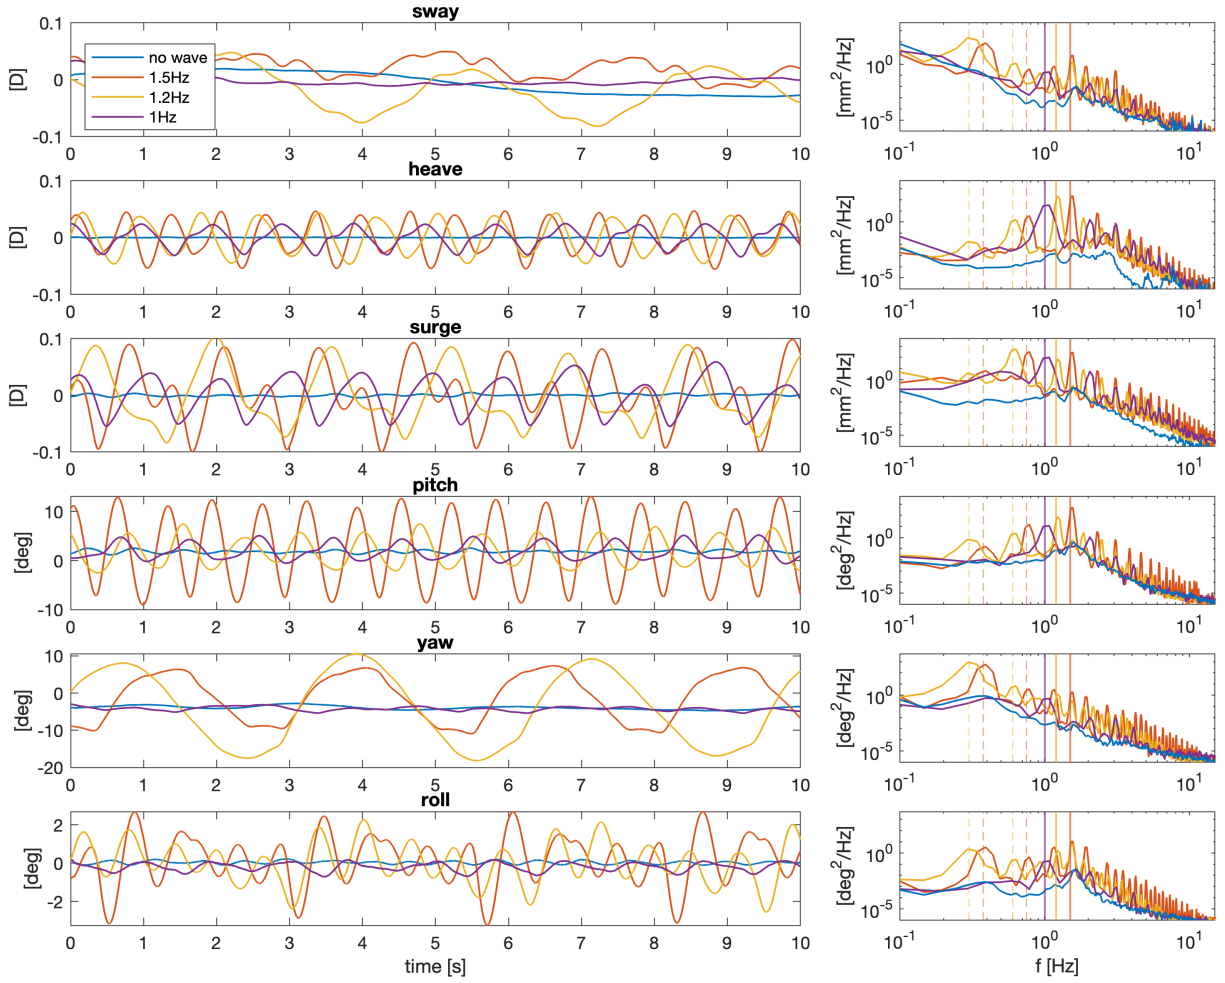 sway
0.1
0
-0.1
[D]
no wave
1.5Hz
1.2Hz
1Hz
0 1 2 3 4 5 6 7 8 9 10
[mm²/Hz]
10⁰
10⁻⁵
10⁻¹ 10⁰ 10¹
heave
0.1
0
-0.1
[D]
0 1 2 3 4 5 6 7 8 9 10
[mm²/Hz]
10⁰
10⁻⁵
10⁻¹ 10⁰ 10¹
surge
0.1
0
-0.1
[D]
0 1 2 3 4 5 6 7 8 9 10
[mm²/Hz]
10⁰
10⁻⁵
10⁻¹ 10⁰ 10¹
pitch
10
0
-10
[deg]
0 1 2 3 4 5 6 7 8 9 10
[deg²/Hz]
10⁰
10⁻⁵
10⁻¹ 10⁰ 10¹
yaw
10
0
-10
-20
[deg]
0 1 2 3 4 5 6 7 8 9 10
[deg²/Hz]
10⁰
10⁻⁵
10⁻¹ 10⁰ 10¹
roll
2
0
-2
[deg]
0 1 2 3 4 5 6 7 8 9 10
time [s]
[deg²/Hz]
10⁰
10⁻⁵
10⁻¹ 10⁰ 10¹
f [Hz]